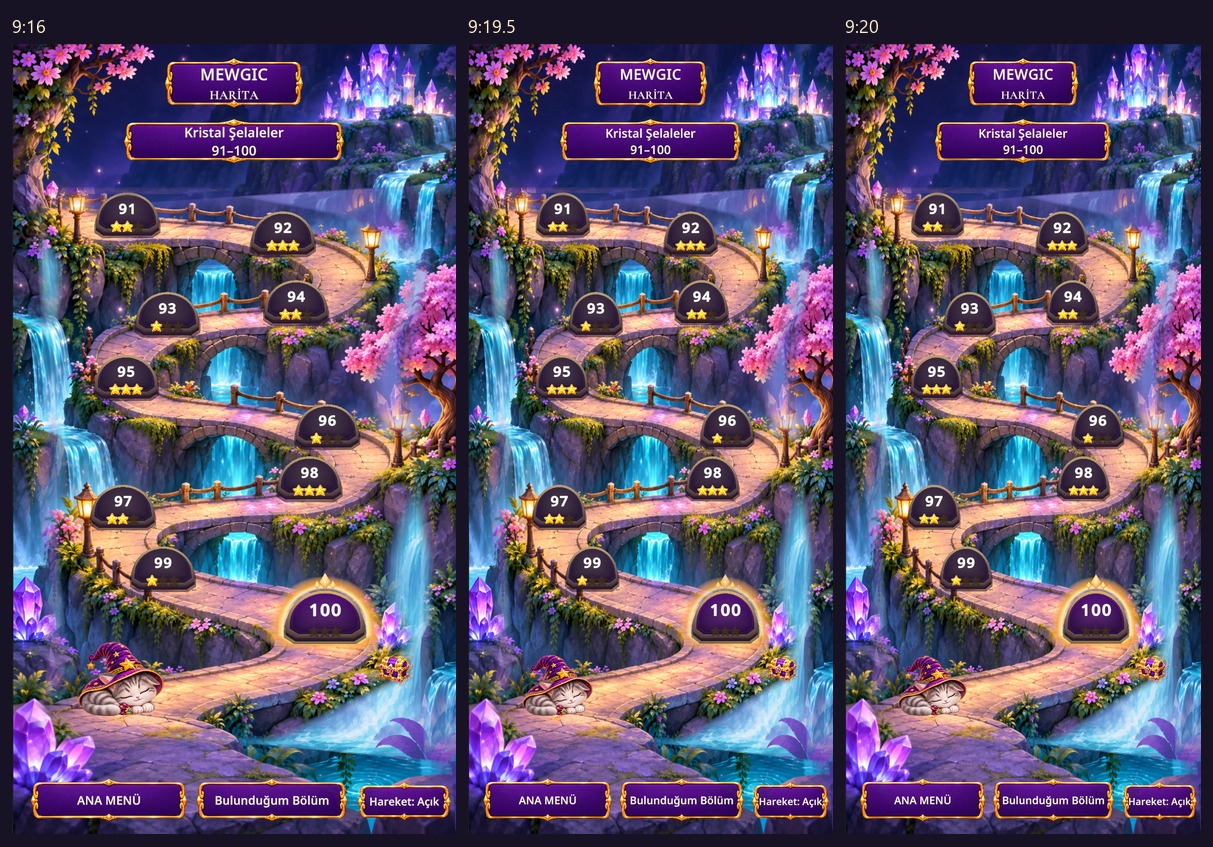 9:16
MEWGIC
HARİTA
Kristal Şelaleler
91–100
91
92
93
94
95
96
98
97
99
100
ANA MENÜ
Bulunduğum Bölüm
Hareket: Açık
9:19.5
MEWGIC
HARİTA
Kristal Şelaleler
91–100
91
92
93
94
95
96
98
97
99
100
ANA MENÜ
Bulunduğum Bölüm
Hareket: Açık
9:20
MEWGIC
HARİTA
Kristal Şelaleler
91–100
91
92
93
94
95
96
98
97
99
100
ANA MENÜ
Bulunduğum Bölüm
Hareket: Açık